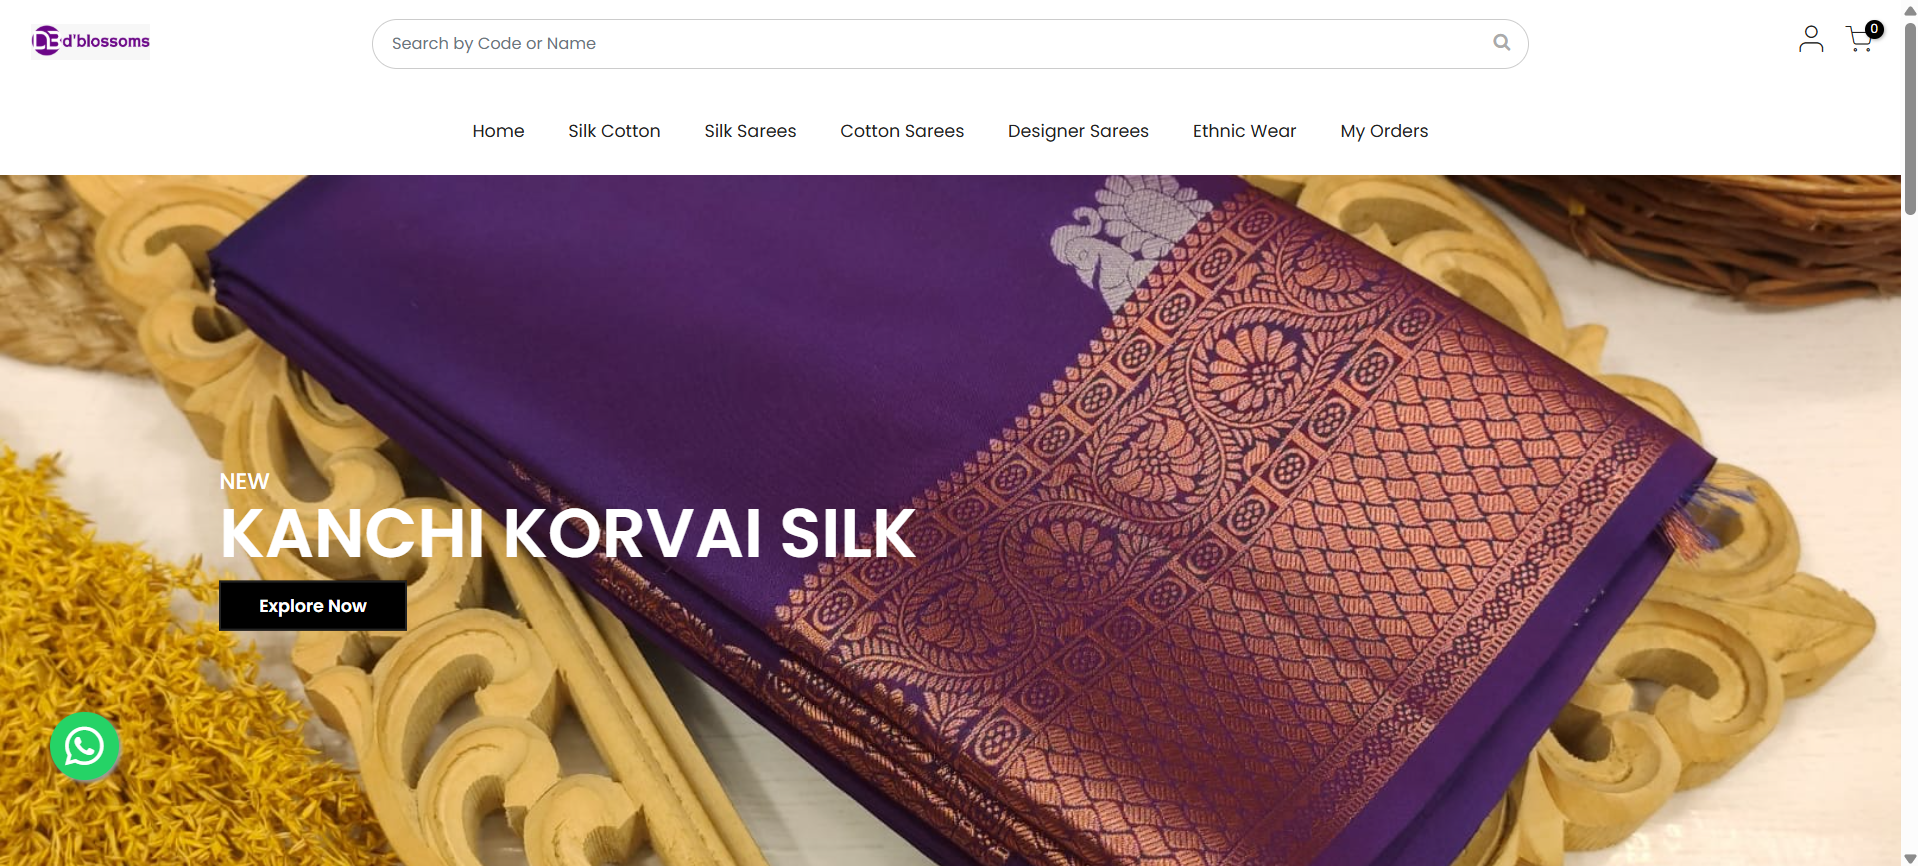 DB d'blossoms
Search by Code or Name
0
Home Silk Cotton Silk Sarees Cotton Sarees Designer Sarees Ethnic Wear My Orders
NEW
KANCHI KORVAI SILK
Explore Now